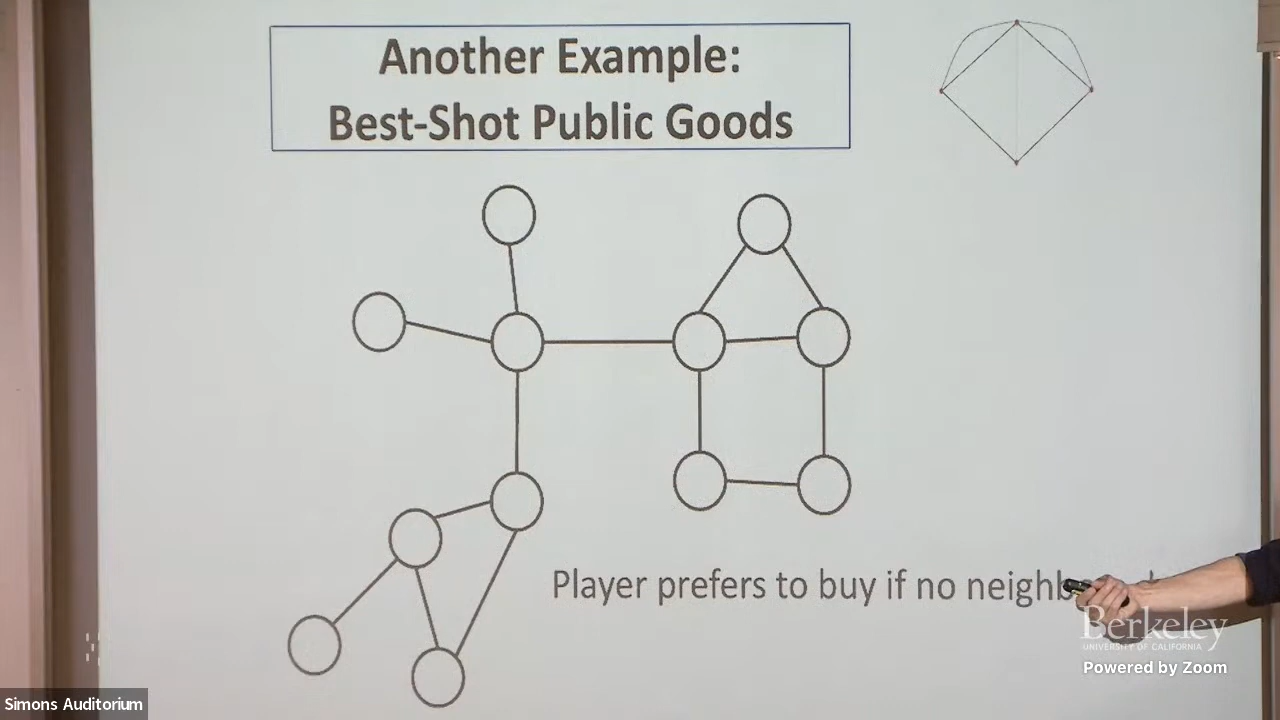 Another Example:
Best-Shot Public Goods
Player prefers to buy if no
Berkeley
UNIVERSITY OF CALIFORNIA
Powered by Zoom
Simons Auditorium